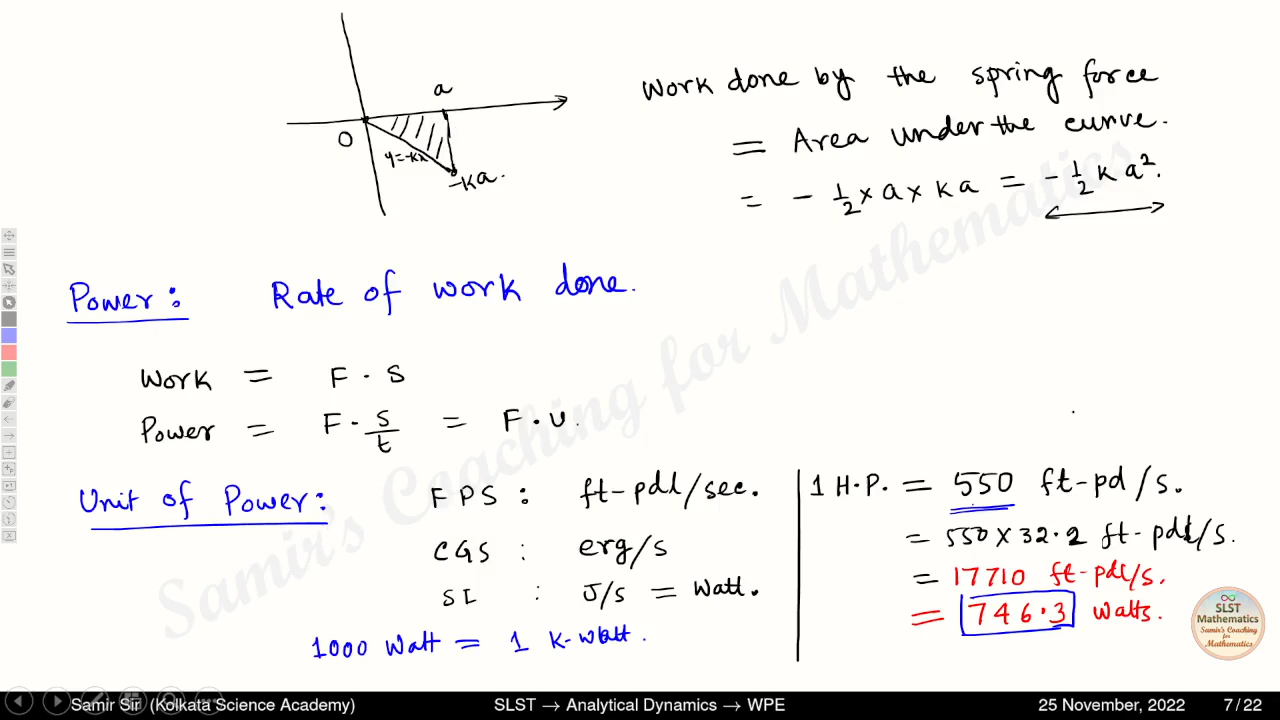 a
O
y=-kx
-ka.
Work done by the spring force
= Area under the curve.
= - 1/2 × a × ka = - 1/2 k a².
Power: Rate of work done.
Work = F · S
Power = F · S/t = F · v.
Unit of Power: FPS : ft-pdl/sec.
CGS : erg/s
SI : J/s = Watt.
1000 Watt = 1 K-Watt.
1 H.P. = 550 ft-pd/s.
= 550 × 32.2 ft-pdl/s.
= 17710 ft-pdl/s.
= 746.3 Watts.
Samir's Coaching for Mathematics
SLST
Mathematics
Samir's Coaching
for
Mathematics
Samir Sir (Kolkata Science Academy) SLST → Analytical Dynamics → WPE 25 November, 2022 7 / 22